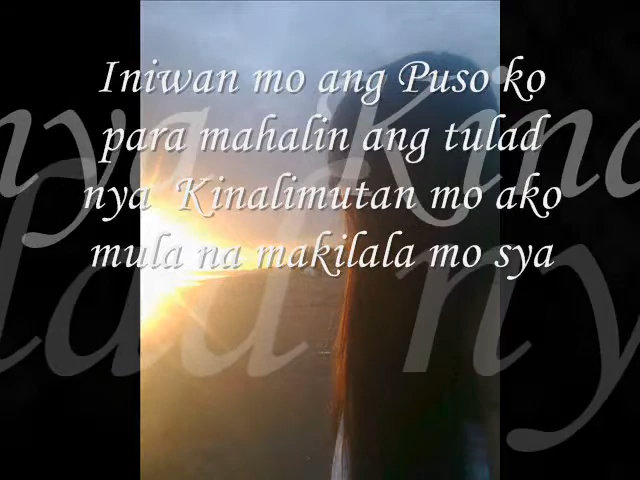 Iniwan mo ang Puso ko
para mahalin ang tulad
nya Kinalimutan mo ako
mula na makilala mo sya